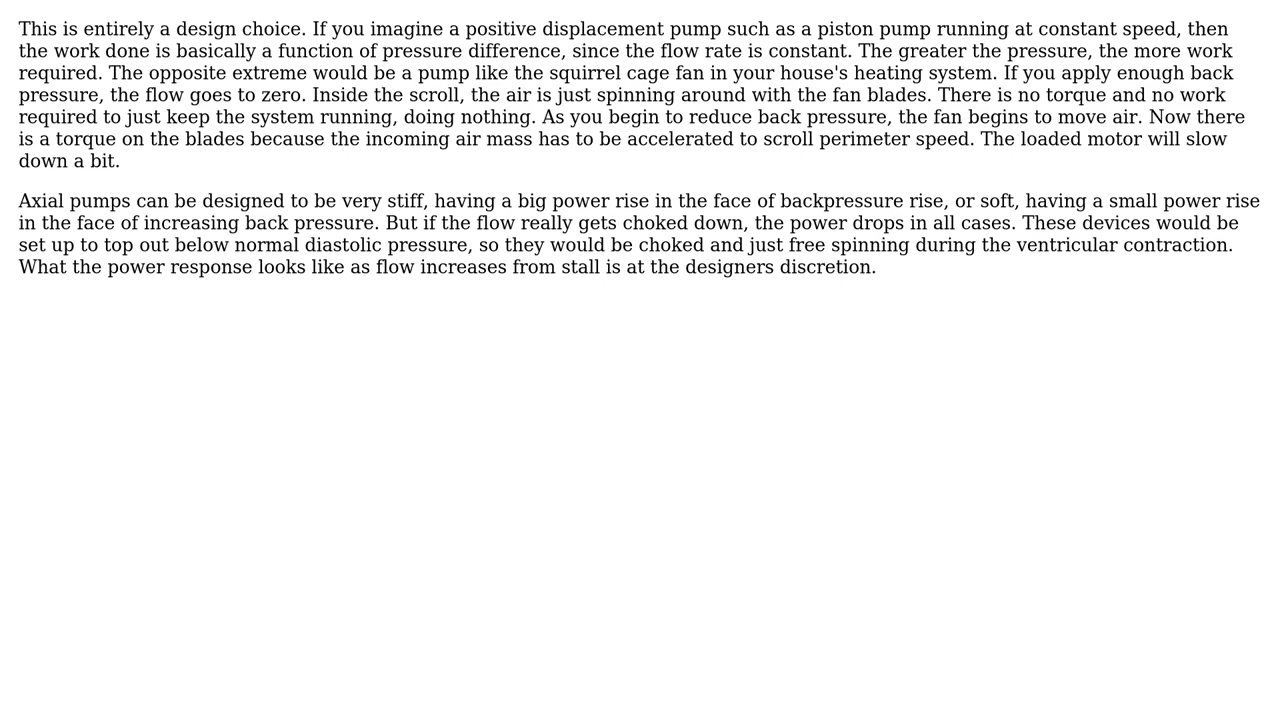 This is entirely a design choice. If you imagine a positive displacement pump such as a piston pump running at constant speed, then
the work done is basically a function of pressure difference, since the flow rate is constant. The greater the pressure, the more work
required. The opposite extreme would be a pump like the squirrel cage fan in your house's heating system. If you apply enough back
pressure, the flow goes to zero. Inside the scroll, the air is just spinning around with the fan blades. There is no torque and no work
required to just keep the system running, doing nothing. As you begin to reduce back pressure, the fan begins to move air. Now there
is a torque on the blades because the incoming air mass has to be accelerated to scroll perimeter speed. The loaded motor will slow
down a bit.
Axial pumps can be designed to be very stiff, having a big power rise in the face of backpressure rise, or soft, having a small power rise
in the face of increasing back pressure. But if the flow really gets choked down, the power drops in all cases. These devices would be
set up to top out below normal diastolic pressure, so they would be choked and just free spinning during the ventricular contraction.
What the power response looks like as flow increases from stall is at the designers discretion.